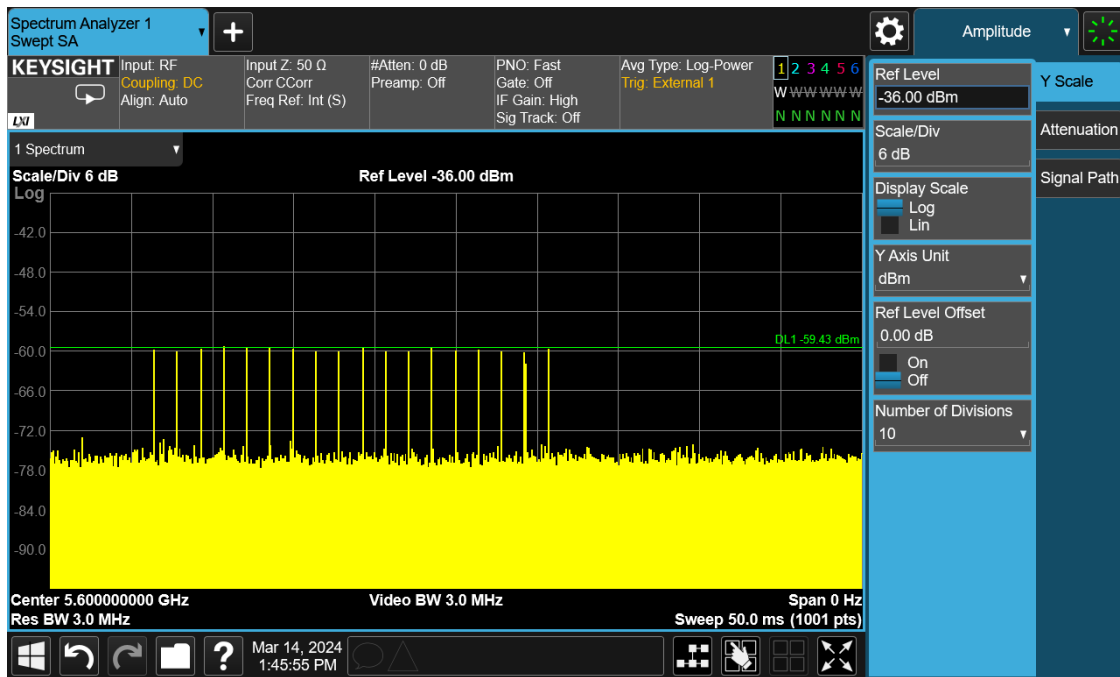 Spectrum Analyzer 1
Swept SA
+
Amplitude
KEYSIGHT
LXI
Input: RF
Coupling: DC
Align: Auto
Input Z: 50 Ω
Corr CCorr
Freq Ref: Int (S)
#Atten: 0 dB
Preamp: Off
PNO: Fast
Gate: Off
IF Gain: High
Sig Track: Off
Avg Type: Log-Power
Trig: External 1
1 2 3 4 5 6
W W W W W W
N N N N N N
1 Spectrum
Scale/Div 6 dB
Ref Level -36.00 dBm
Log
-42.0
-48.0
-54.0
DL1 -59.43 dBm
-60.0
-66.0
-72.0
-78.0
-84.0
-90.0
Center 5.600000000 GHz
Video BW 3.0 MHz
Span 0 Hz
Res BW 3.0 MHz
Sweep 50.0 ms (1001 pts)
Ref Level
-36.00 dBm
Scale/Div
6 dB
Display Scale
Log
Lin
Y Axis Unit
dBm
Ref Level Offset
0.00 dB
On
Off
Number of Divisions
10
Y Scale
Attenuation
Signal Path
?
Mar 14, 2024
1:45:55 PM